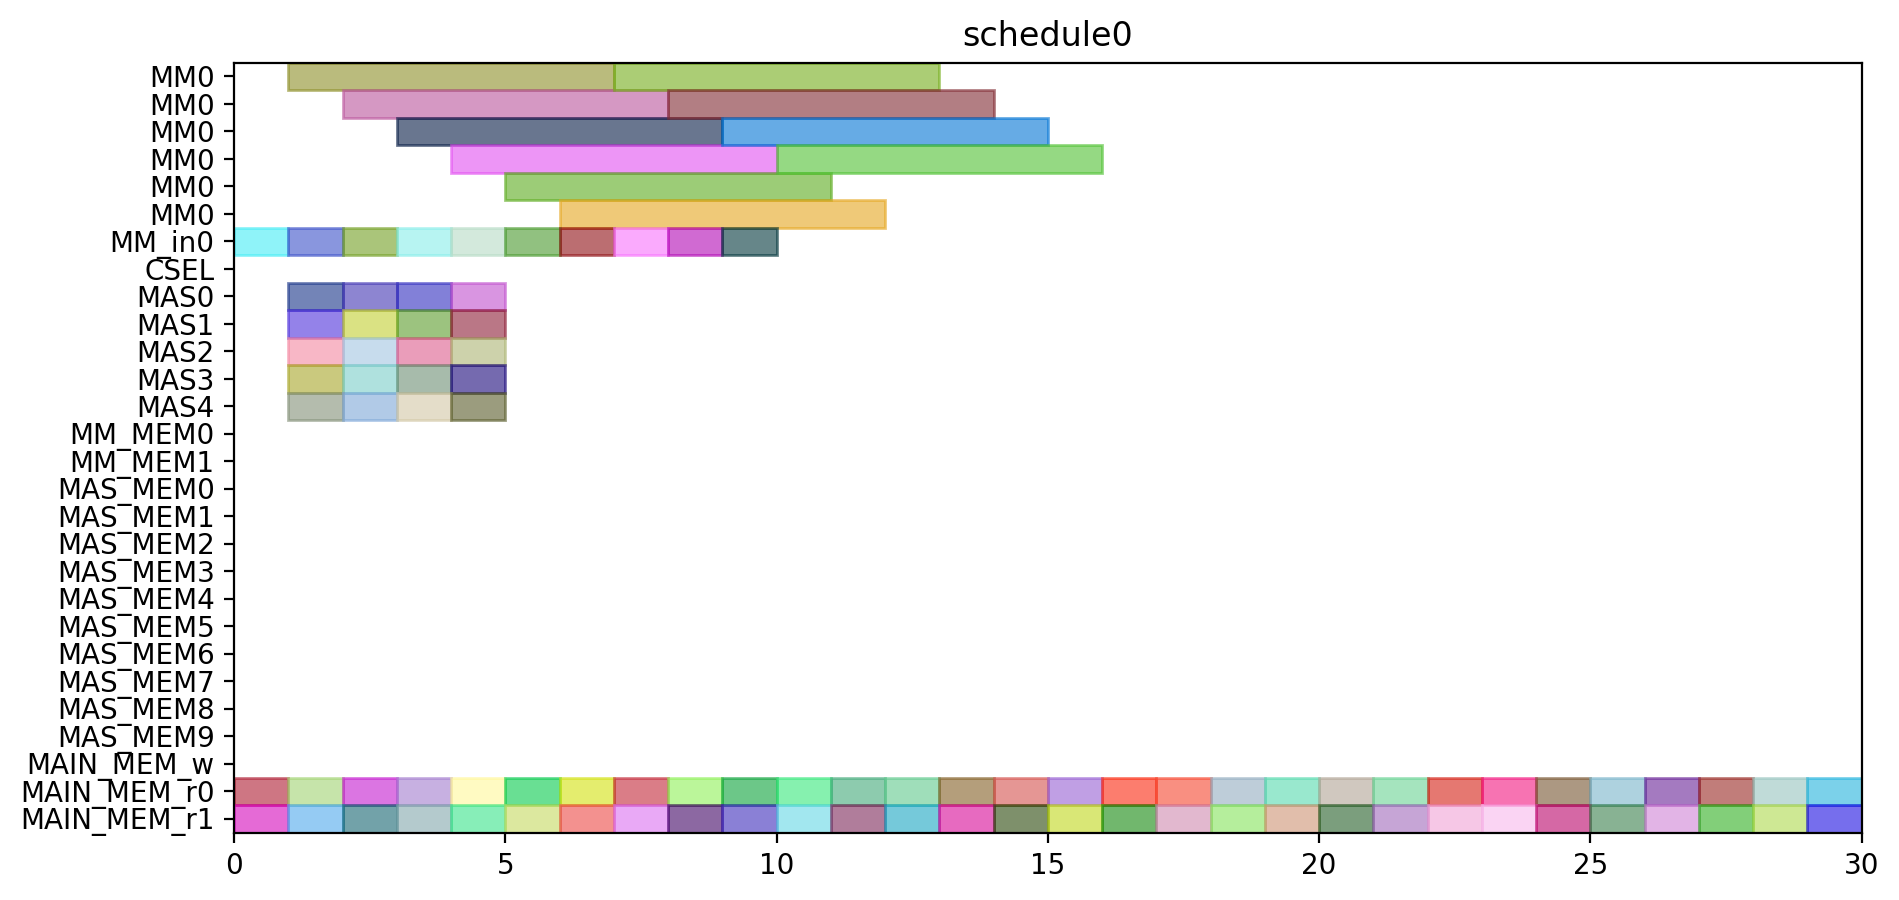 schedule0
MM0
MM0
MM0
MM0
MM0
MM0
MM_in0
CSEL
MAS0
MAS1
MAS2
MAS3
MAS4
MM_MEM0
MM_MEM1
MAS_MEM0
MAS_MEM1
MAS_MEM2
MAS_MEM3
MAS_MEM4
MAS_MEM5
MAS_MEM6
MAS_MEM7
MAS_MEM8
MAS_MEM9
MAIN_MEM_w
MAIN_MEM_r0
MAIN_MEM_r1
0 5 10 15 20 25 30